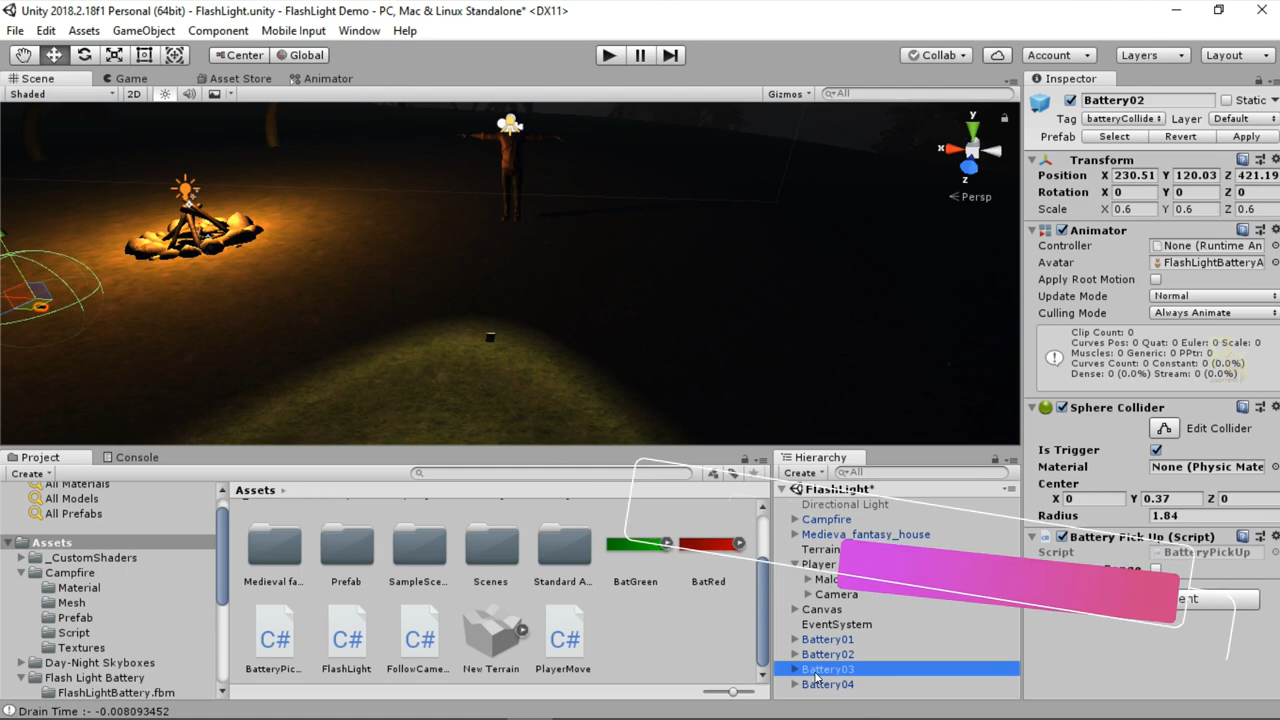 Unity 2018.2.18f1 Personal (64bit) - FlashLight.unity - FlashLight Demo - PC, Mac & Linux Standalone* <DX11>
File Edit Assets GameObject Component Mobile Input Window Help
Center Global Collab Account Layers Layout
Scene Game Asset Store Animator
Shaded 2D Gizmos All
y
x
z
Persp
Inspector
Battery02 Static
Tag batteryCollide Layer Default
Prefab Select Revert Apply
Transform
Position X 230.51 Y 120.03 Z 421.19
Rotation X 0 Y 0 Z 0
Scale X 0.6 Y 0.6 Z 0.6
Animator
Controller None (Runtime An
Avatar FlashLightBatteryA
Apply Root Motion
Update Mode Normal
Culling Mode Always Animate
Clip Count: 0
Curves Pos: 0 Quat: 0 Euler: 0 Scale: 0
Muscles: 0 Generic: 0 PPtr: 0
Curves Count: 0 Constant: 0 (0.0%)
Dense: 0 (0.0%) Stream: 0 (0.0%)
Sphere Collider
Edit Collider
Is Trigger
Material None (Physic Mate
Center
X 0 Y 0.37 Z 0
Radius 1.84
Battery Pick Up (Script)
Script BatteryPickUp
Project Console
Create
All Materials
All Models
All Prefabs
Assets
_CustomShaders
Campfire
Material
Mesh
Prefab
Script
Textures
Day-Night Skyboxes
Flash Light Battery
FlashLightBattery.fbm
Assets
Medieval fa... Prefab SampleSce... Scenes Standard A... BatGreen BatRed
C# C# C# C#
BatteryPic... FlashLight FollowCame... New Terrain PlayerMove
Hierarchy
Create All
FlashLight*
Directional Light
Campfire
Medieva_fantasy_house
Terrain
Player
Camera
Canvas
EventSystem
Battery01
Battery02
Battery03
Battery04
Drain Time :- -0.008093452